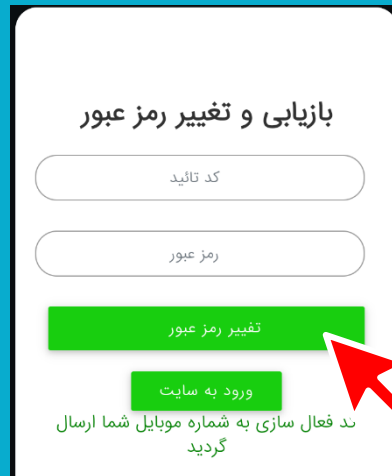 بازیابی و تغییر رمز عبور
کد تائید
رمز عبور
تغییر رمز عبور
ورود به سایت
کد فعال سازی به شماره موبایل شما ارسال
گردید